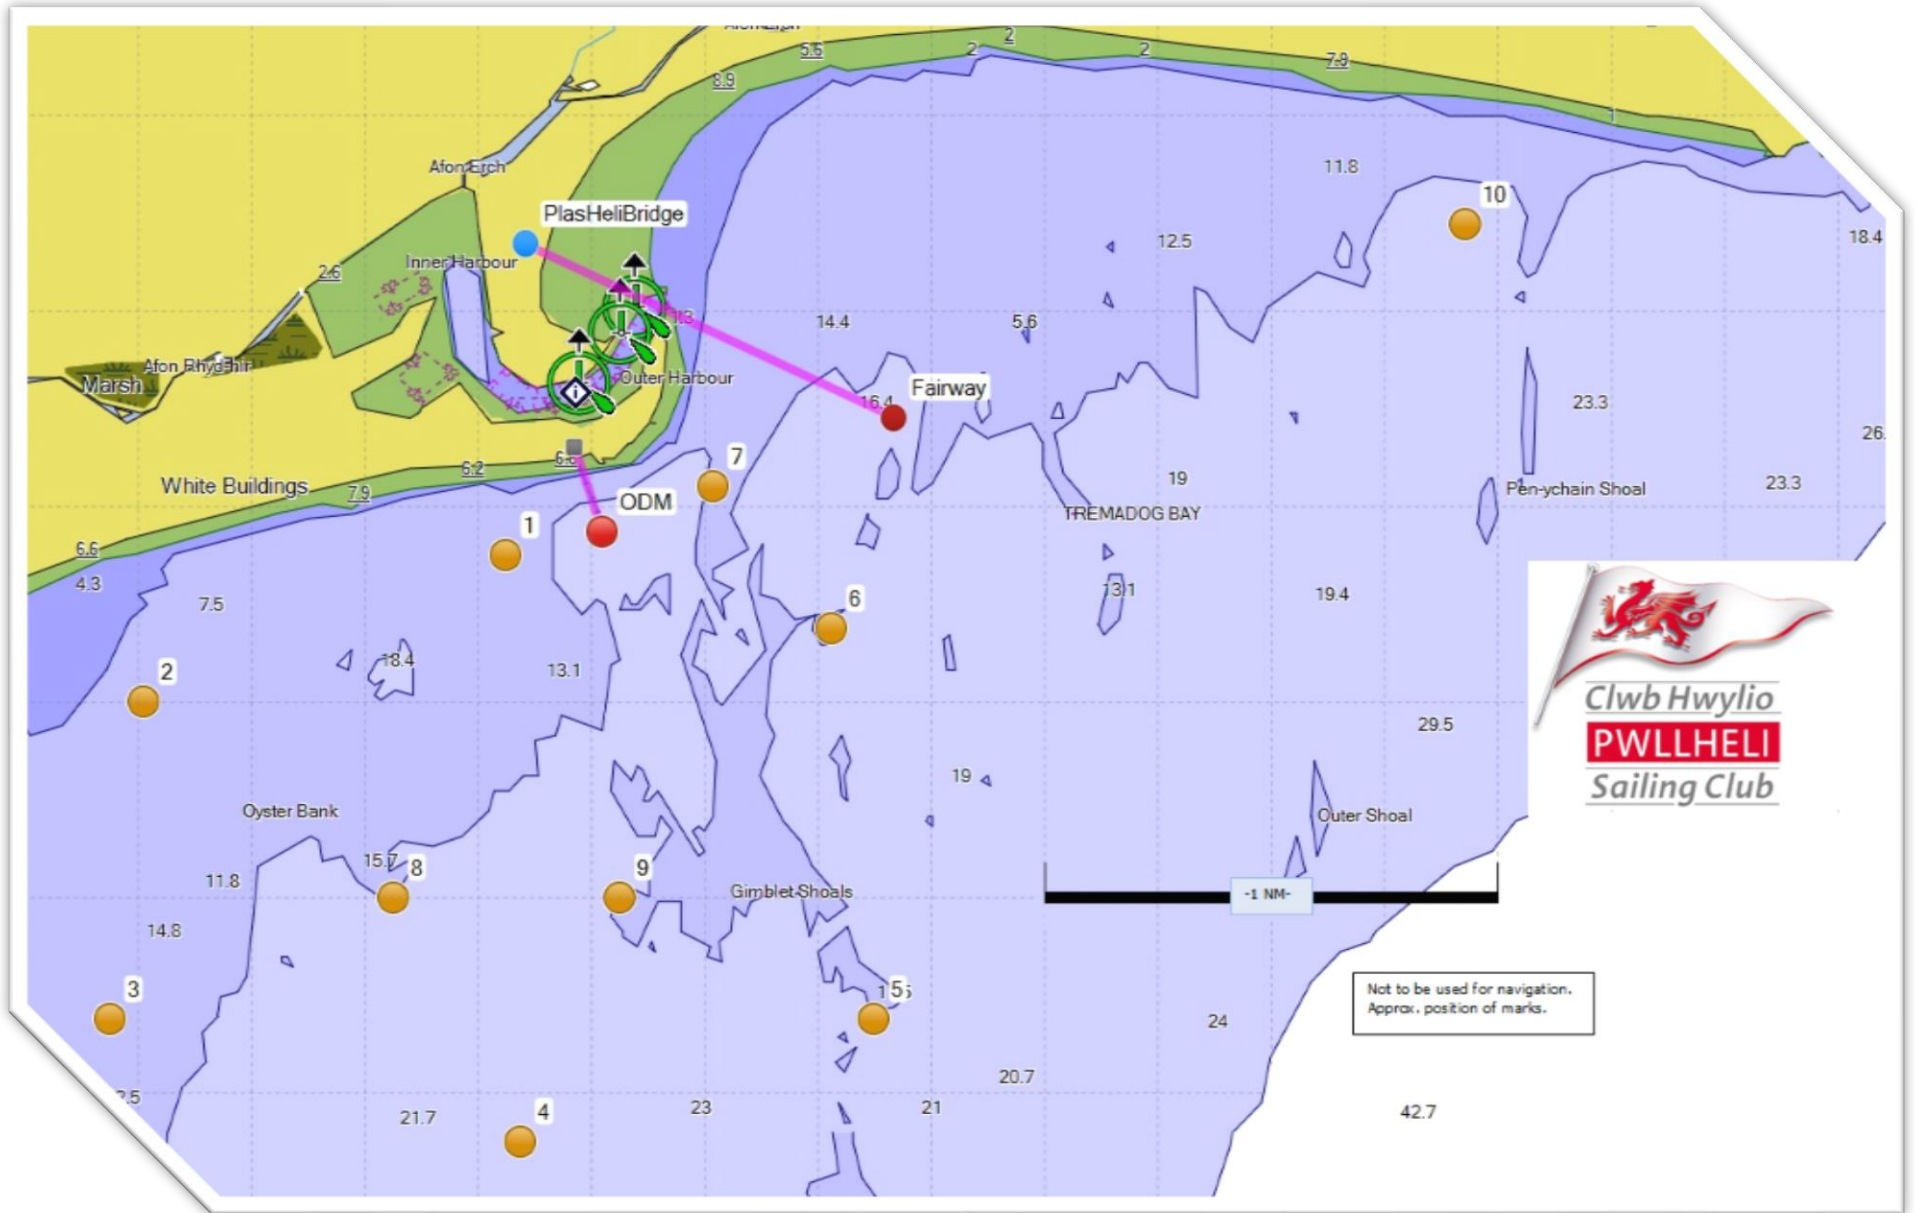 5.6
2
2
2
7.9
8.9
1
Afon Erch
11.8
10
PlasHeliBridge
12.5
18.4
Inner Harbour
2.6
14.4
5.6
Afon Rhyd-hir
Marsh
Outer Harbour
Fairway
16.4
23.3
7
6.2
White Buildings
7.9
ODM
19
Pen-ychain Shoal
23.3
TREMADOG BAY
1
6.6
4.3
7.5
6
13.1
19.4
18.4
13.1
2
Clwb Hwylio
PWLLHELI
Sailing Club
29.5
19
Oyster Bank
Outer Shoal
15.7
8
9
11.8
Gimblet Shoals
-1 NM-
14.8
3
5
Not to be used for navigation.
Approx. position of marks.
24
20.7
21.7
4
23
21
42.7